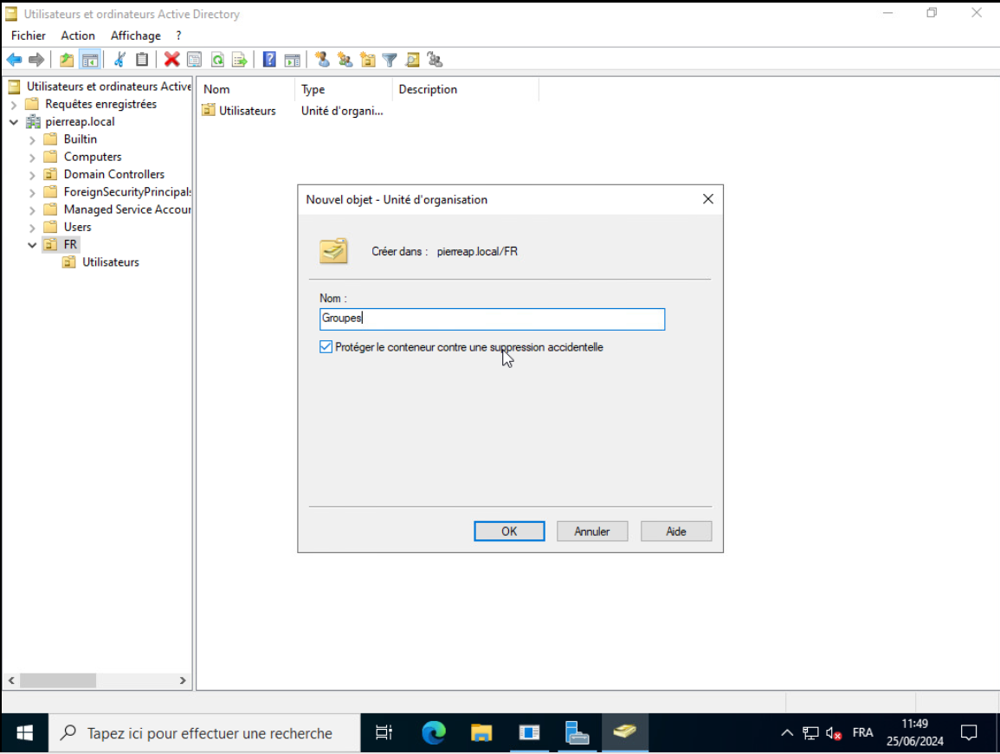 Utilisateurs et ordinateurs Active Directory
Fichier Action Affichage ?
Utilisateurs et ordinateurs Active
Requêtes enregistrées
pierreap.local
Builtin
Computers
Domain Controllers
ForeignSecurityPrincipals
Managed Service Accoun
Users
FR
Utilisateurs
Nom Type Description
Utilisateurs Unité d'organi...
Nouvel objet - Unité d'organisation
Créer dans : pierreap.local/FR
Nom :
Groupes
Protéger le conteneur contre une suppression accidentelle
OK Annuler Aide
Tapez ici pour effectuer une recherche
FRA
11:49
25/06/2024